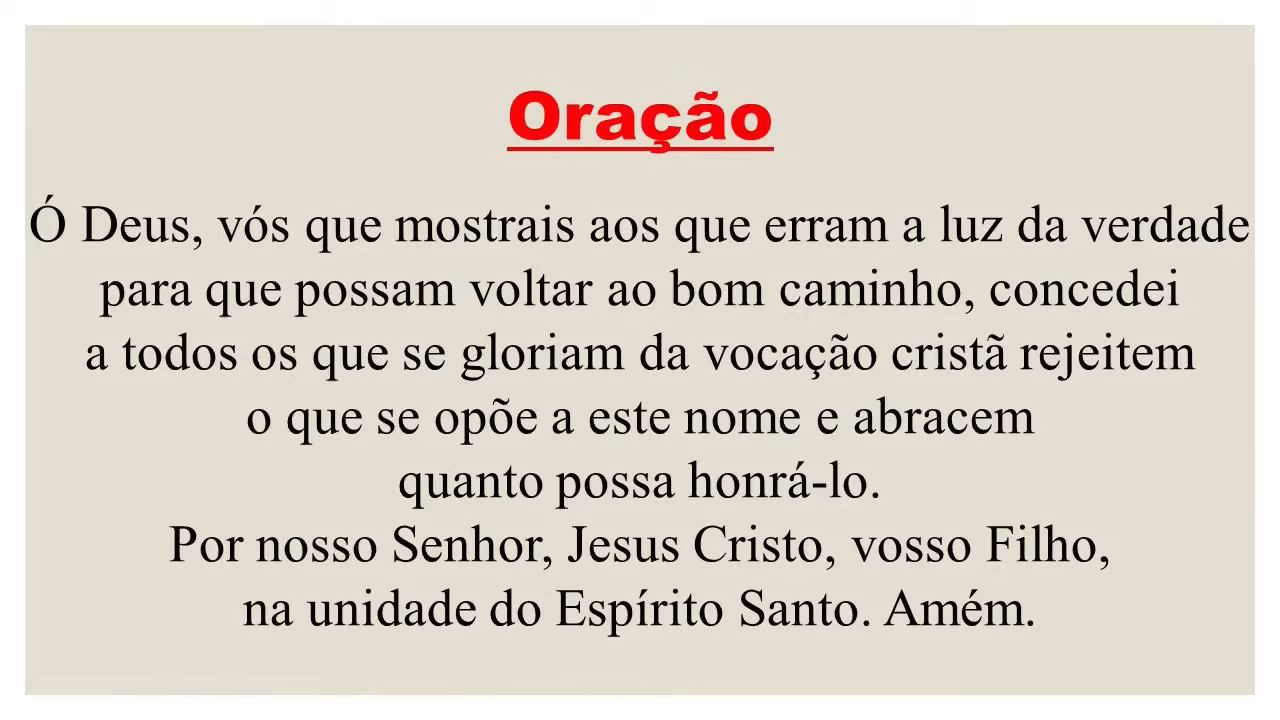 Oração
Ó Deus, vós que mostrais aos que erram a luz da verdade
para que possam voltar ao bom caminho, concedei
a todos os que se gloriam da vocação cristã rejeitem
o que se opõe a este nome e abracem
quanto possa honrá-lo.
Por nosso Senhor, Jesus Cristo, vosso Filho,
na unidade do Espírito Santo. Amém.